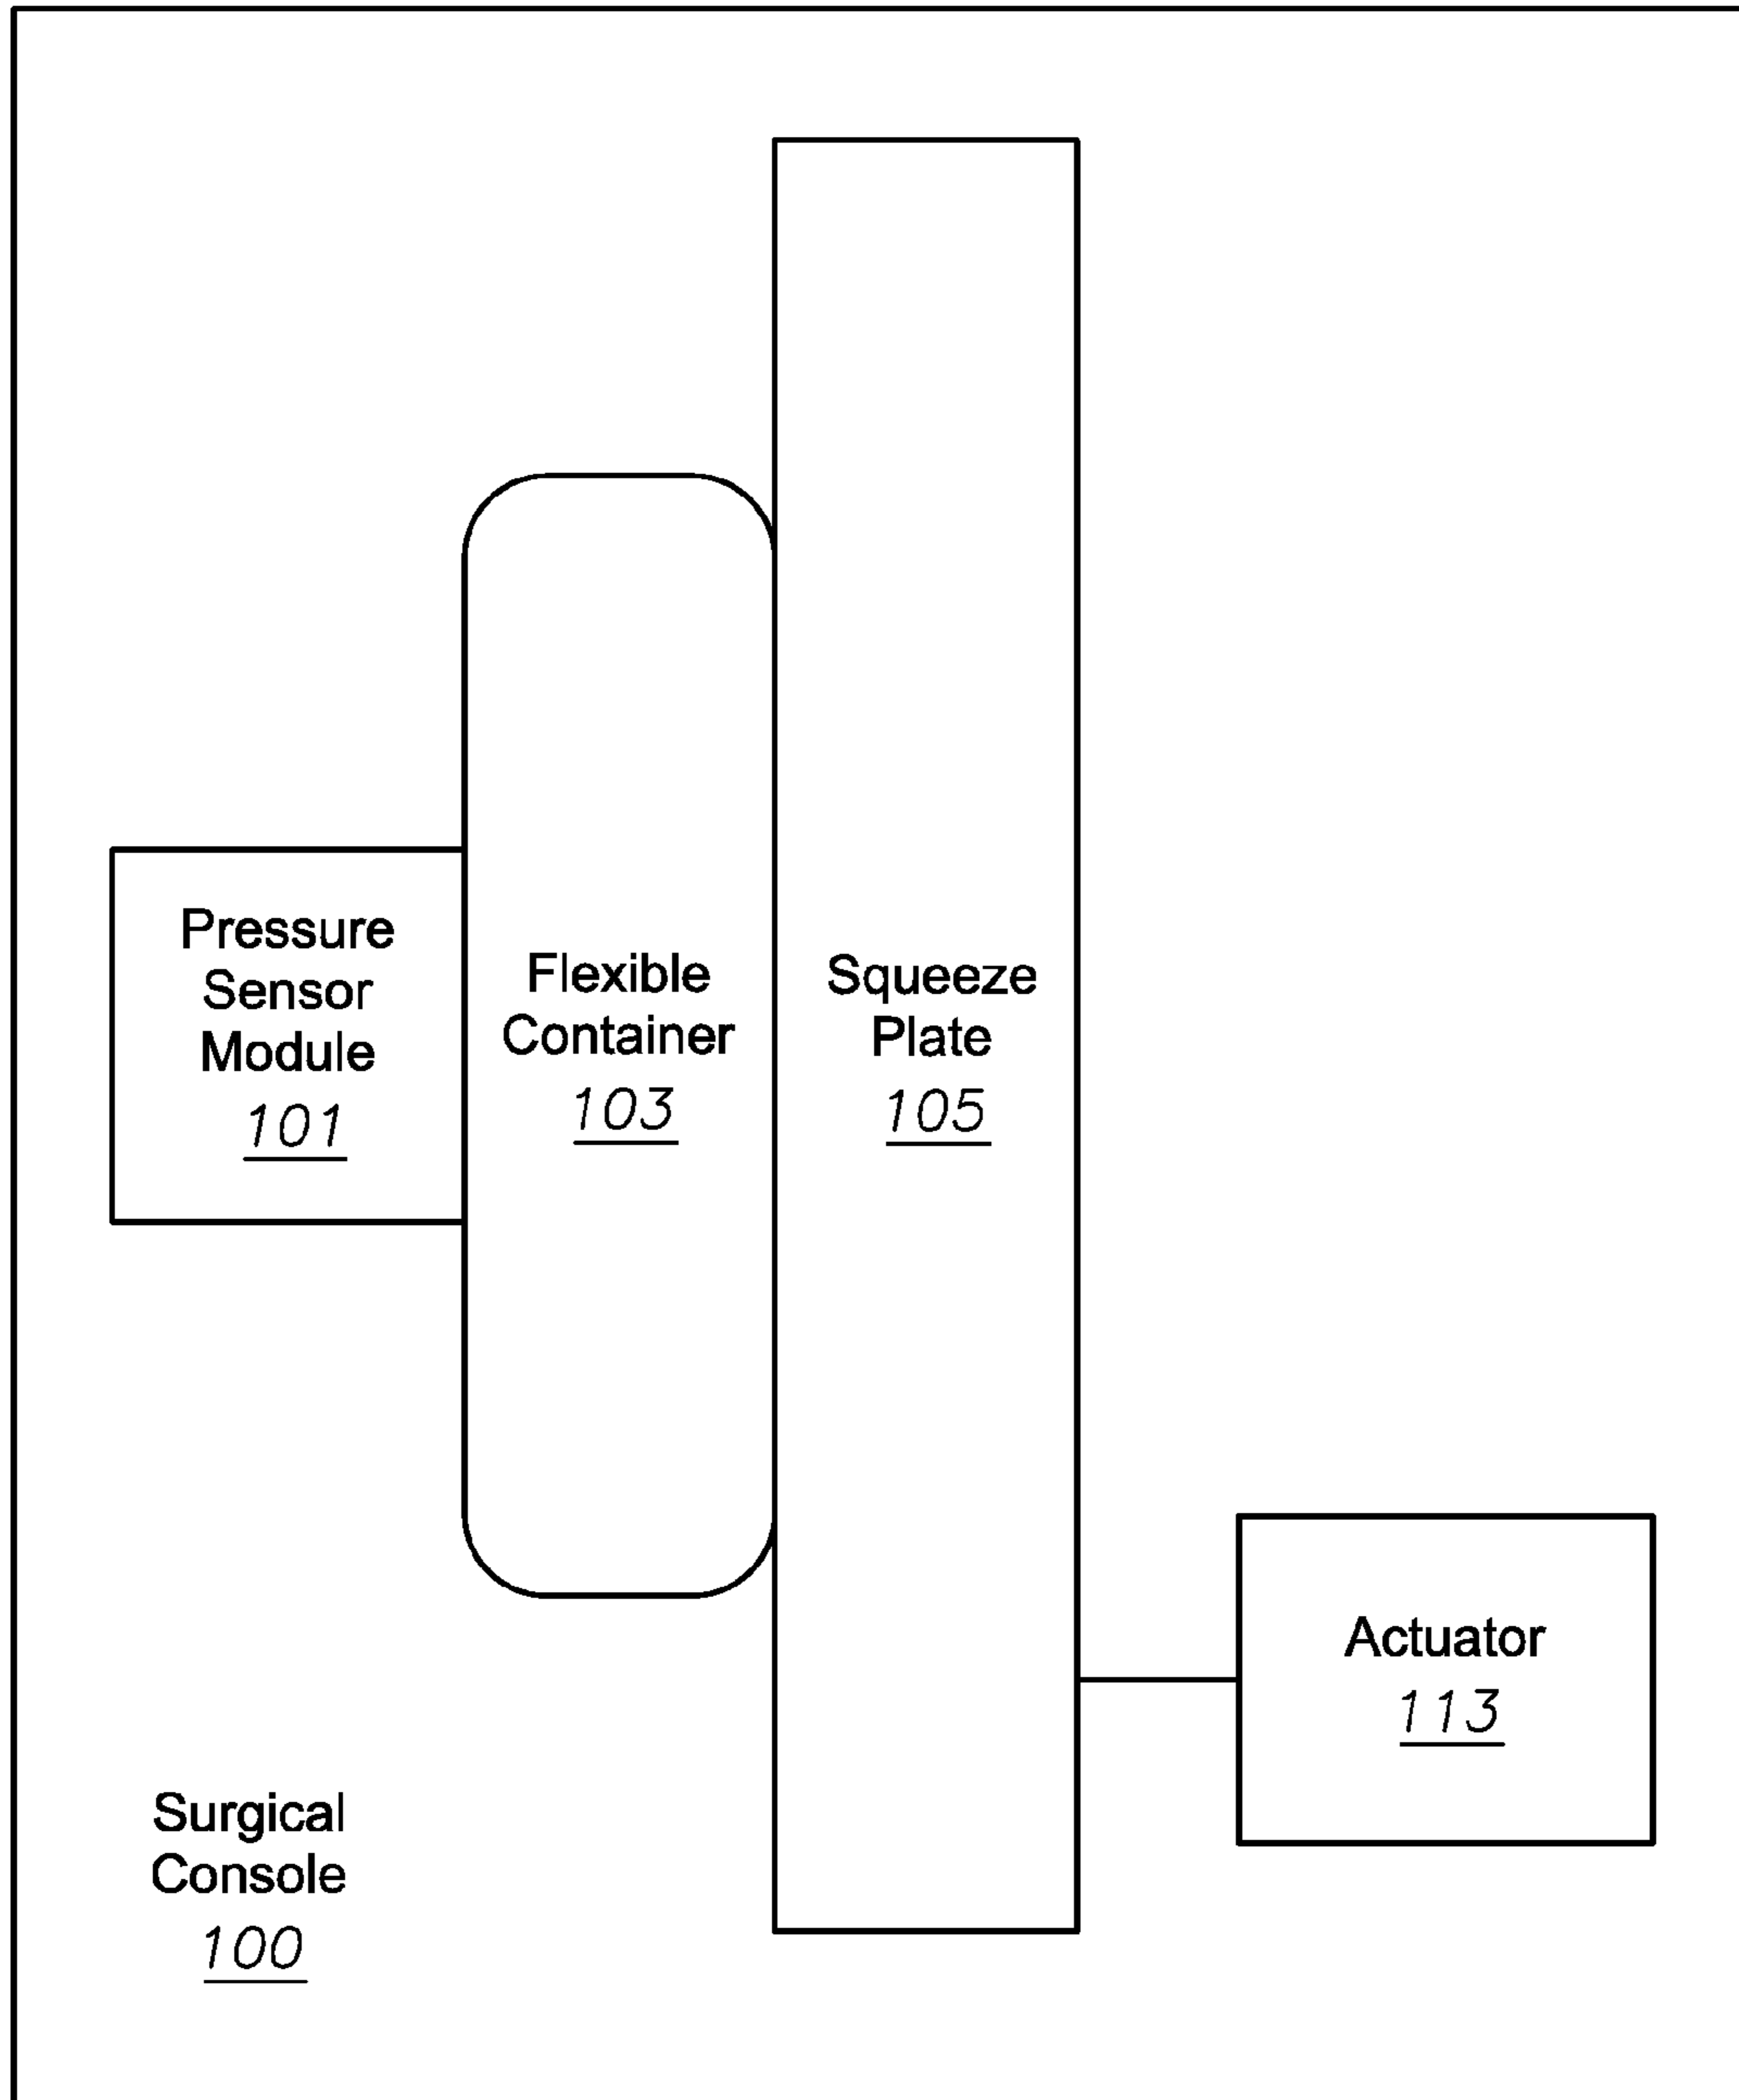 Pressure
Sensor
Module
101
Flexible
Container
103
Squeeze
Plate
105
Actuator
113
Surgical
Console
100